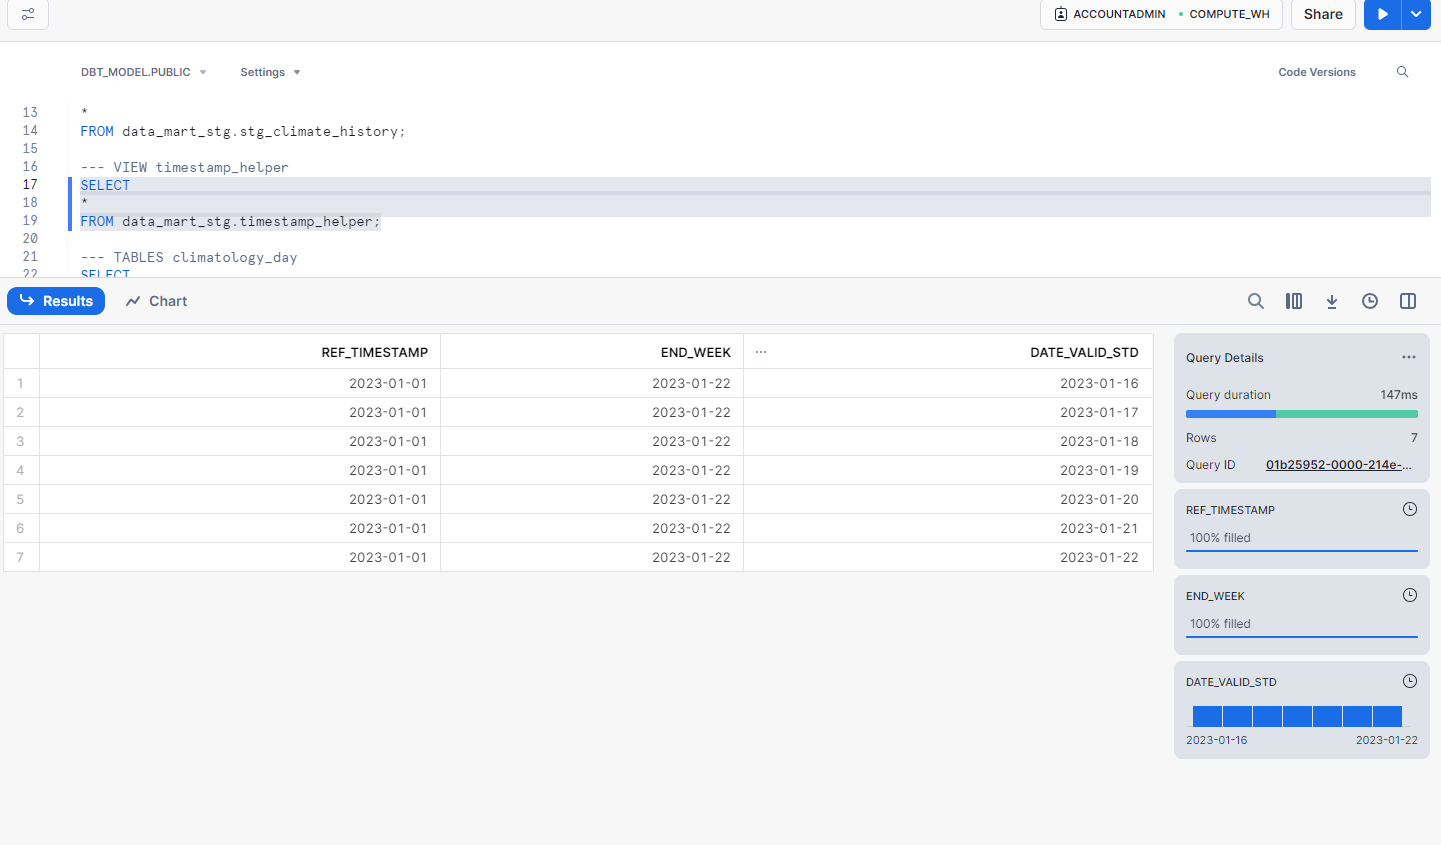 ACCOUNTADMIN • COMPUTE_WH Share
DBT_MODEL.PUBLIC Settings Code Versions
13 *
14 FROM data_mart_stg.stg_climate_history;
15
16 --- VIEW timestamp_helper
17 SELECT
18 *
19 FROM data_mart_stg.timestamp_helper;
20
21 --- TABLES climatology_day
22 SELECT
Results Chart
REF_TIMESTAMP END_WEEK ... DATE_VALID_STD
1 2023-01-01 2023-01-22 2023-01-16
2 2023-01-01 2023-01-22 2023-01-17
3 2023-01-01 2023-01-22 2023-01-18
4 2023-01-01 2023-01-22 2023-01-19
5 2023-01-01 2023-01-22 2023-01-20
6 2023-01-01 2023-01-22 2023-01-21
7 2023-01-01 2023-01-22 2023-01-22
Query Details ...
Query duration 147ms
Rows 7
Query ID 01b25952-0000-214e-...
REF_TIMESTAMP
100% filled
END_WEEK
100% filled
DATE_VALID_STD
2023-01-16 2023-01-22